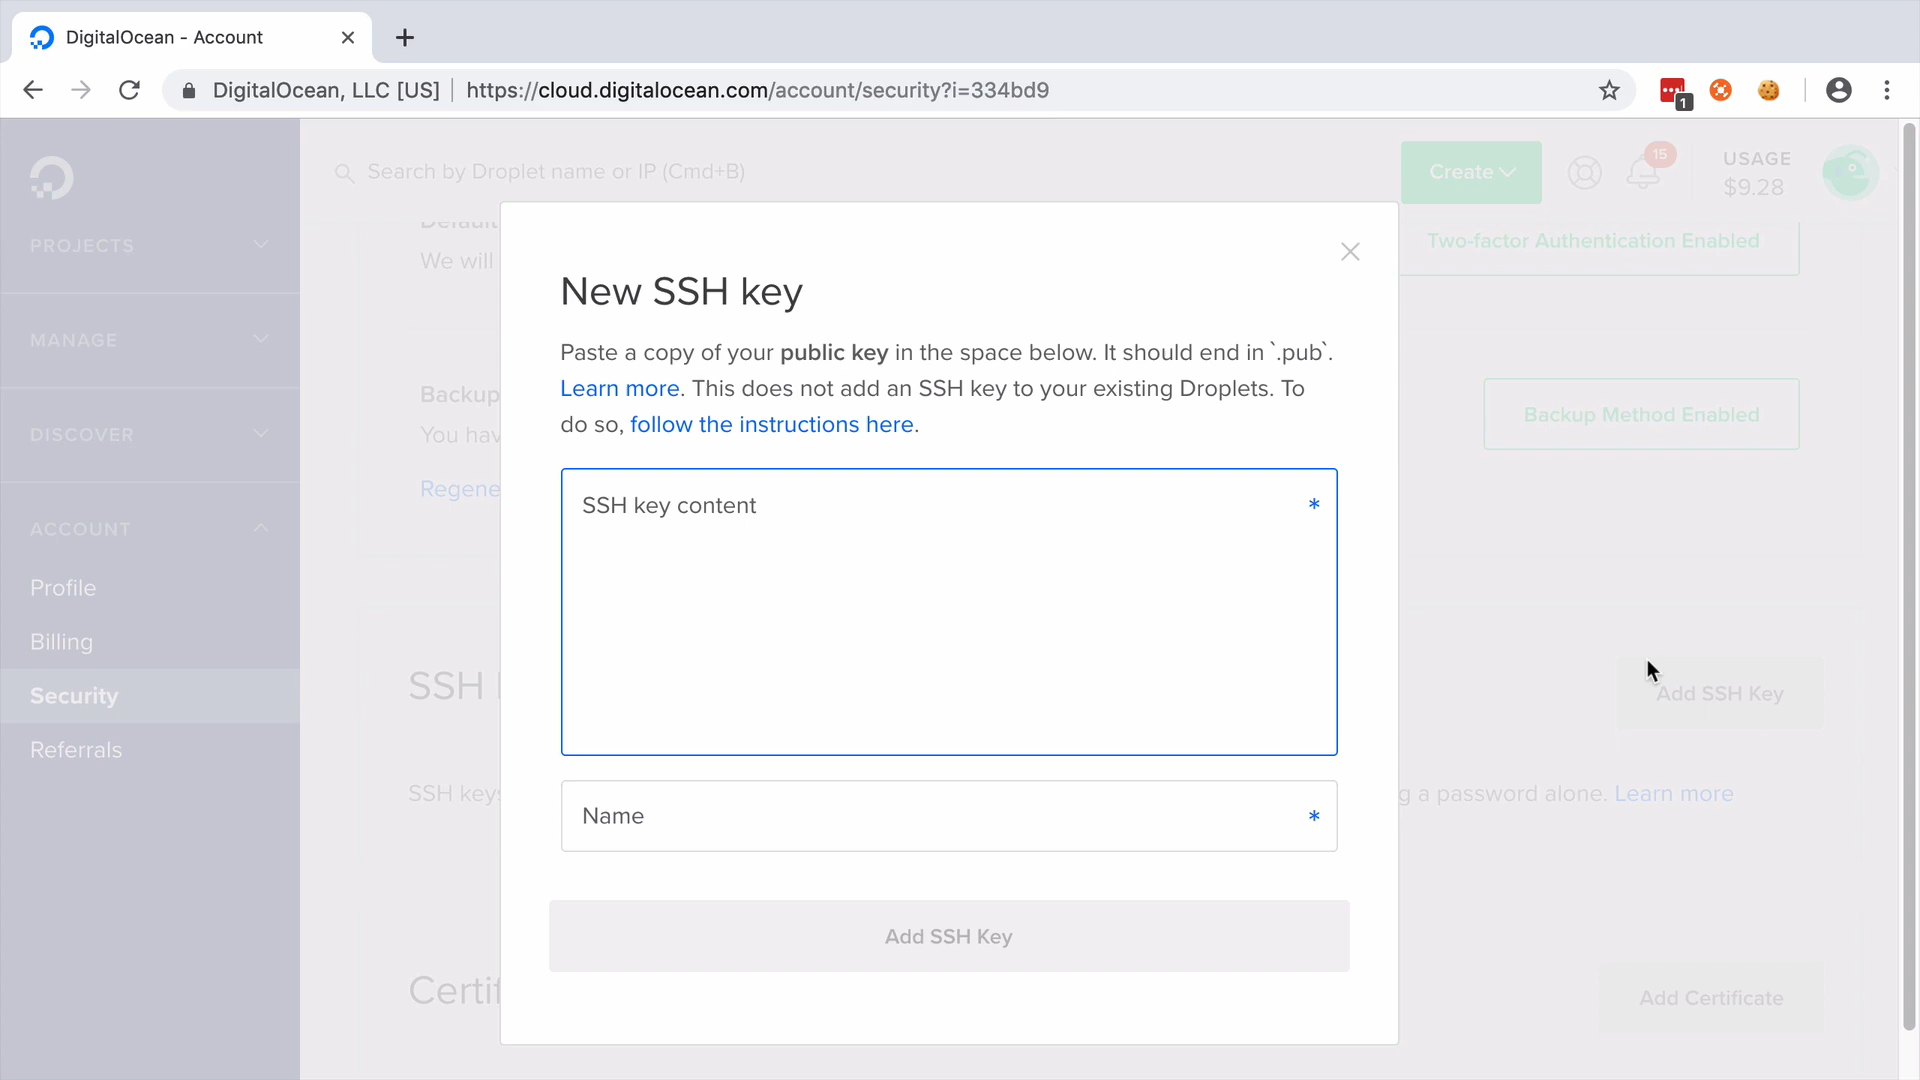 DigitalOcean - Account
DigitalOcean, LLC [US] https://cloud.digitalocean.com/account/security?i=334bd9
1
Search by Droplet name or IP (Cmd+B)
Create
15
USAGE
$9.28
PROJECTS
MANAGE
DISCOVER
ACCOUNT
Profile
Billing
Security
Referrals
Default
We will
Two-factor Authentication Enabled
Backup
You hav
Regene
Backup Method Enabled
SSH
Add SSH Key
SSH keys
g a password alone. Learn more
Certif
Add Certificate
New SSH key
Paste a copy of your public key in the space below. It should end in `.pub`.
Learn more. This does not add an SSH key to your existing Droplets. To
do so, follow the instructions here.
SSH key content *
Name *
Add SSH Key